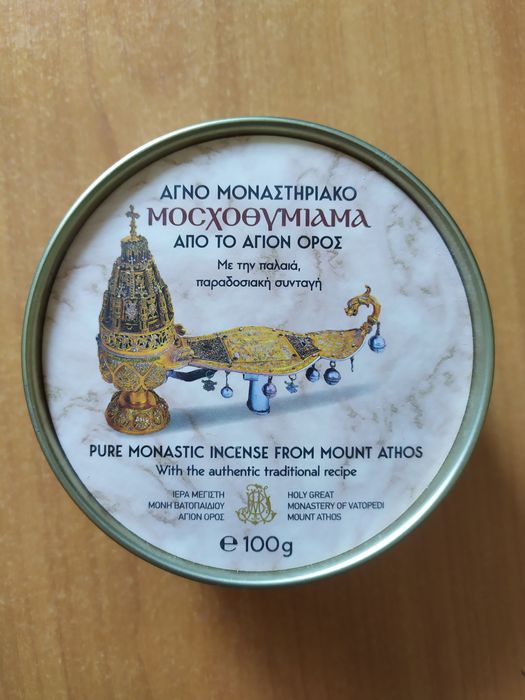 ΑΓΝΟ ΜΟΝΑΣΤΗΡΙΑΚΟ
ΜΟCΧΟΘΥΜΙΑΜΑ
ΑΠΟ ΤΟ ΑΓΙΟΝ ΟΡΟΣ
Με την παλαιά,
παραδοσιακή συνταγή
PURE MONASTIC INCENSE FROM MOUNT ATHOS
With the authentic traditional recipe
ΙΕΡΑ ΜΕΓΙΣΤΗ
ΜΟΝΗ ΒΑΤΟΠΑΙΔΙΟΥ
ΑΓΙΟΝ ΟΡΟΣ
HOLY GREAT
MONASTERY OF VATOPEDI
MOUNT ATHOS
℮ 100g